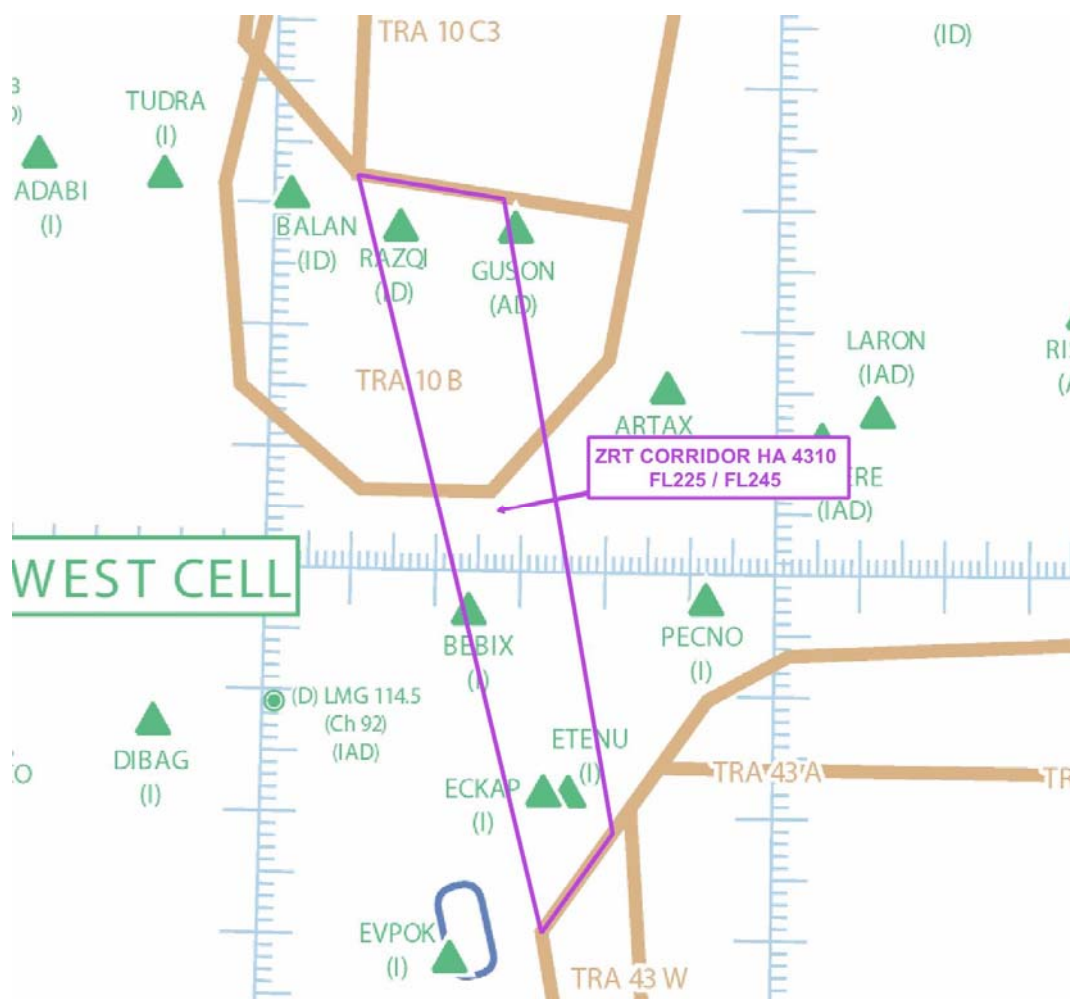 TRA 10 C3
(ID)
TUDRA
(I)
ADABI
(I)
BALAN
(ID)
RAZQI
(ID)
GUSON
(AD)
LARON
(IAD)
TRA 10 B
ARTAX
ZRT CORRIDOR HA 4310
FL225 / FL245
(IAD)
WEST CELL
BEBIX
(I)
PECNO
(I)
(D) LMG 114.5
(Ch 92)
(IAD)
DIBAG
(I)
ETENU
(I)
ECKAP
(I)
TRA 43 A
EVPOK
(I)
TRA 43 W